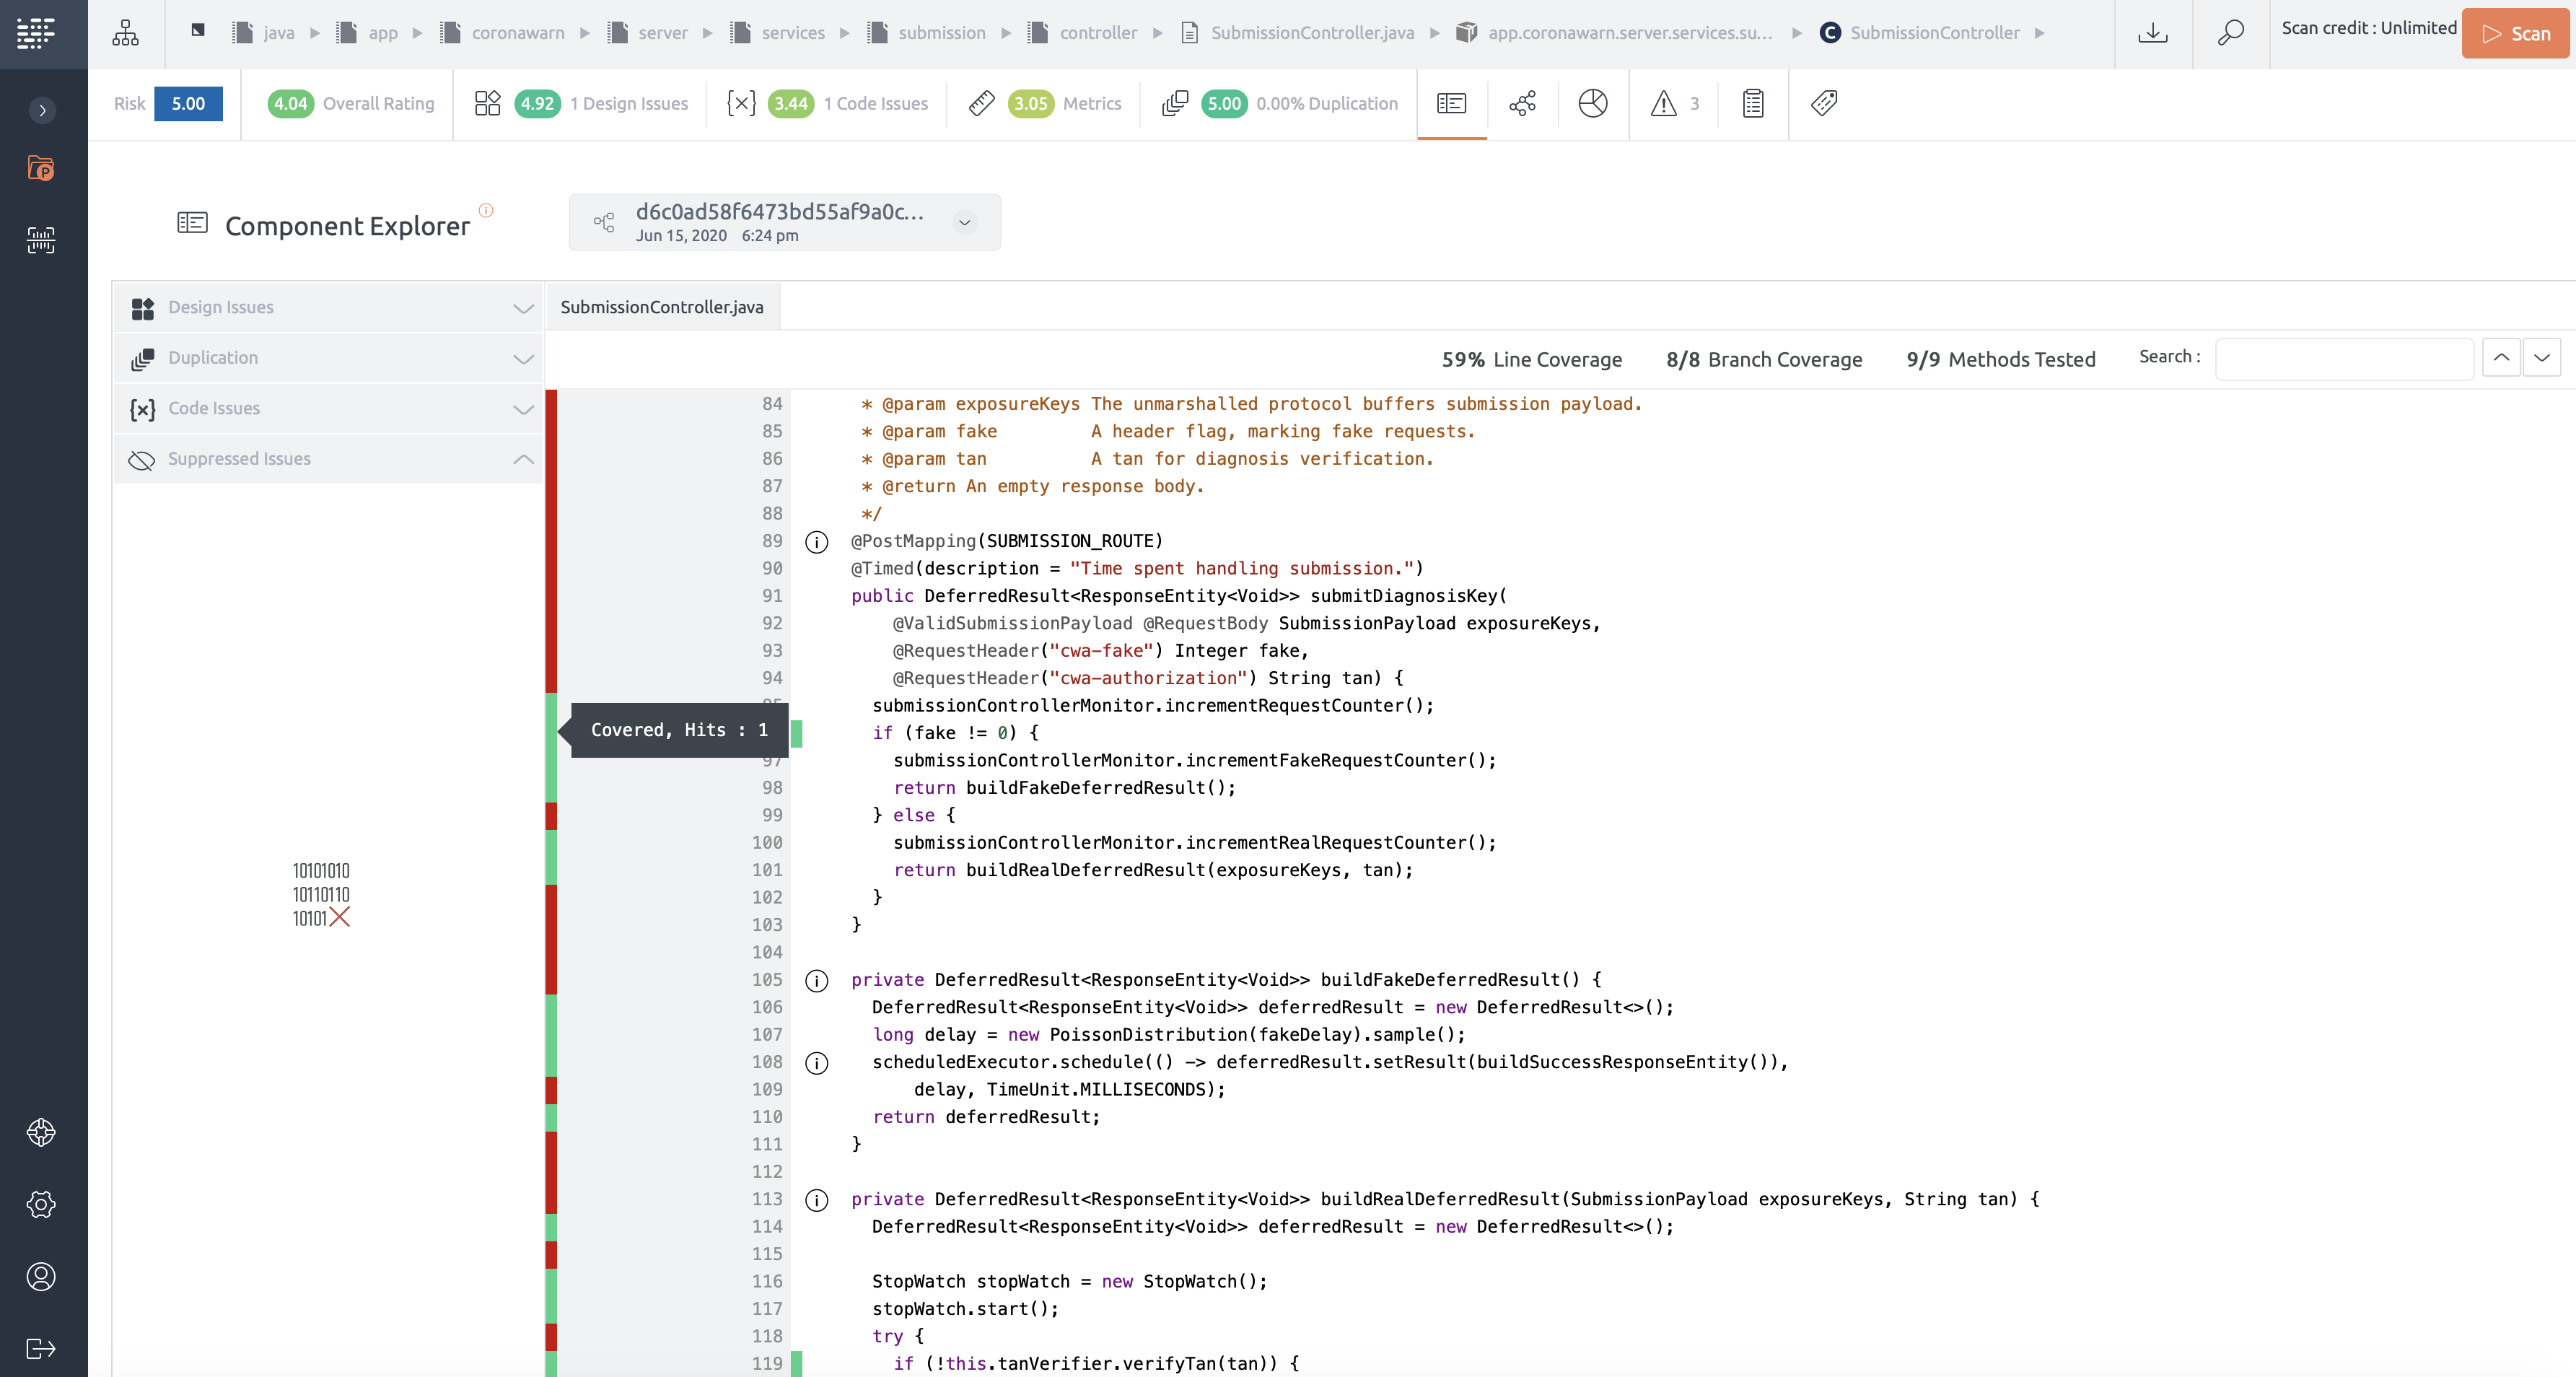 java app coronawarn server services submission controller SubmissionController.java app.coronawarn.server.services.su... C SubmissionController Scan credit : Unlimited Scan
Risk 5.00 4.04 Overall Rating 4.92 1 Design Issues 3.44 1 Code Issues 3.05 Metrics 5.00 0.00% Duplication 3
Component Explorer
d6c0ad58f6473bd55af9a0c...
Jun 15, 2020 6:24 pm
Design Issues
Duplication
Code Issues
Suppressed Issues
10101010
10110110
10101
SubmissionController.java
59% Line Coverage 8/8 Branch Coverage 9/9 Methods Tested Search :
84 * @param exposureKeys The unmarshalled protocol buffers submission payload.
85 * @param fake A header flag, marking fake requests.
86 * @param tan A tan for diagnosis verification.
87 * @return An empty response body.
88 */
89 @PostMapping(SUBMISSION_ROUTE)
90 @Timed(description = "Time spent handling submission.")
91 public DeferredResult<ResponseEntity<Void>> submitDiagnosisKey(
92 @ValidSubmissionPayload @RequestBody SubmissionPayload exposureKeys,
93 @RequestHeader("cwa-fake") Integer fake,
94 @RequestHeader("cwa-authorization") String tan) {
95 submissionControllerMonitor.incrementRequestCounter();
Covered, Hits : 1
if (fake != 0) {
97 submissionControllerMonitor.incrementFakeRequestCounter();
98 return buildFakeDeferredResult();
99 } else {
100 submissionControllerMonitor.incrementRealRequestCounter();
101 return buildRealDeferredResult(exposureKeys, tan);
102 }
103 }
104
105 private DeferredResult<ResponseEntity<Void>> buildFakeDeferredResult() {
106 DeferredResult<ResponseEntity<Void>> deferredResult = new DeferredResult<>();
107 long delay = new PoissonDistribution(fakeDelay).sample();
108 scheduledExecutor.schedule(() -> deferredResult.setResult(buildSuccessResponseEntity()),
109 delay, TimeUnit.MILLISECONDS);
110 return deferredResult;
111 }
112
113 private DeferredResult<ResponseEntity<Void>> buildRealDeferredResult(SubmissionPayload exposureKeys, String tan) {
114 DeferredResult<ResponseEntity<Void>> deferredResult = new DeferredResult<>();
115
116 StopWatch stopWatch = new StopWatch();
117 stopWatch.start();
118 try {
119 if (!this.tanVerifier.verifyTan(tan)) {